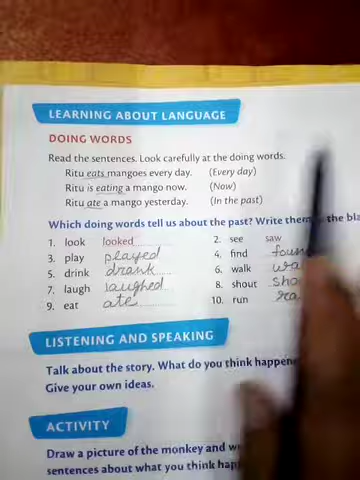 LEARNING ABOUT LANGUAGE
DOING WORDS
Read the sentences. Look carefully at the doing words.
Ritu eats mangoes every day. (Every day)
Ritu is eating a mango now. (Now)
Ritu ate a mango yesterday. (In the past)
Which doing words tell us about the past? Write them the
1. look looked 2. see saw
3. play played 4. find
5. drink drank 6. walk
7. laugh laughed 8. shout
9. eat ate 10. run
LISTENING AND SPEAKING
Talk about the story. What do you think
Give your own ideas.
ACTIVITY
Draw a picture of the monkey and
sentences about what you think